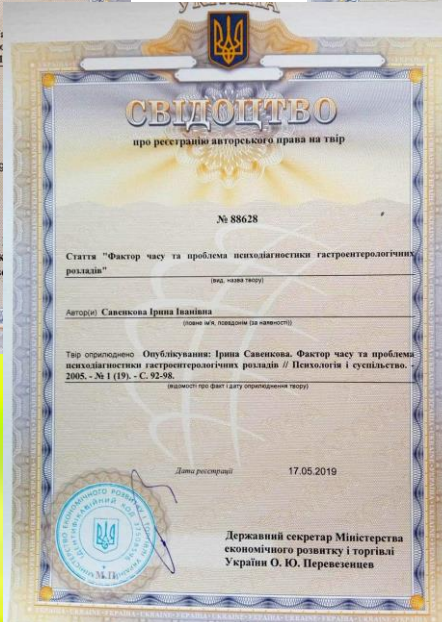 УКРАЇНА
СВІДОЦТВО
про реєстрацію авторського права на твір
№ 88628
Стаття "Фактор часу та проблема психодіагностики гастроентерологічних
розладів"
(вид, назва твору)
Автор(и) Савенкова Ірина Іванівна
(повне ім'я, псевдонім (за наявності))
Твір оприлюднено Опублікування: Ірина Савенкова. Фактор часу та проблема
психодіагностики гастроентерологічних розладів // Психологія і суспільство. -
2005. - № 1 (19). - С. 92-98.
(відомості про факт і дату оприлюднення твору)
Дата реєстрації 17.05.2019
М.П.
Державний секретар Міністерства
економічного розвитку і торгівлі
України О. Ю. Перевезенцев